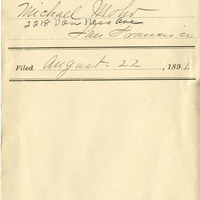 Michael Mohr
2218 Van Ness Ave
San Francisco
Filed August 22, 1891.